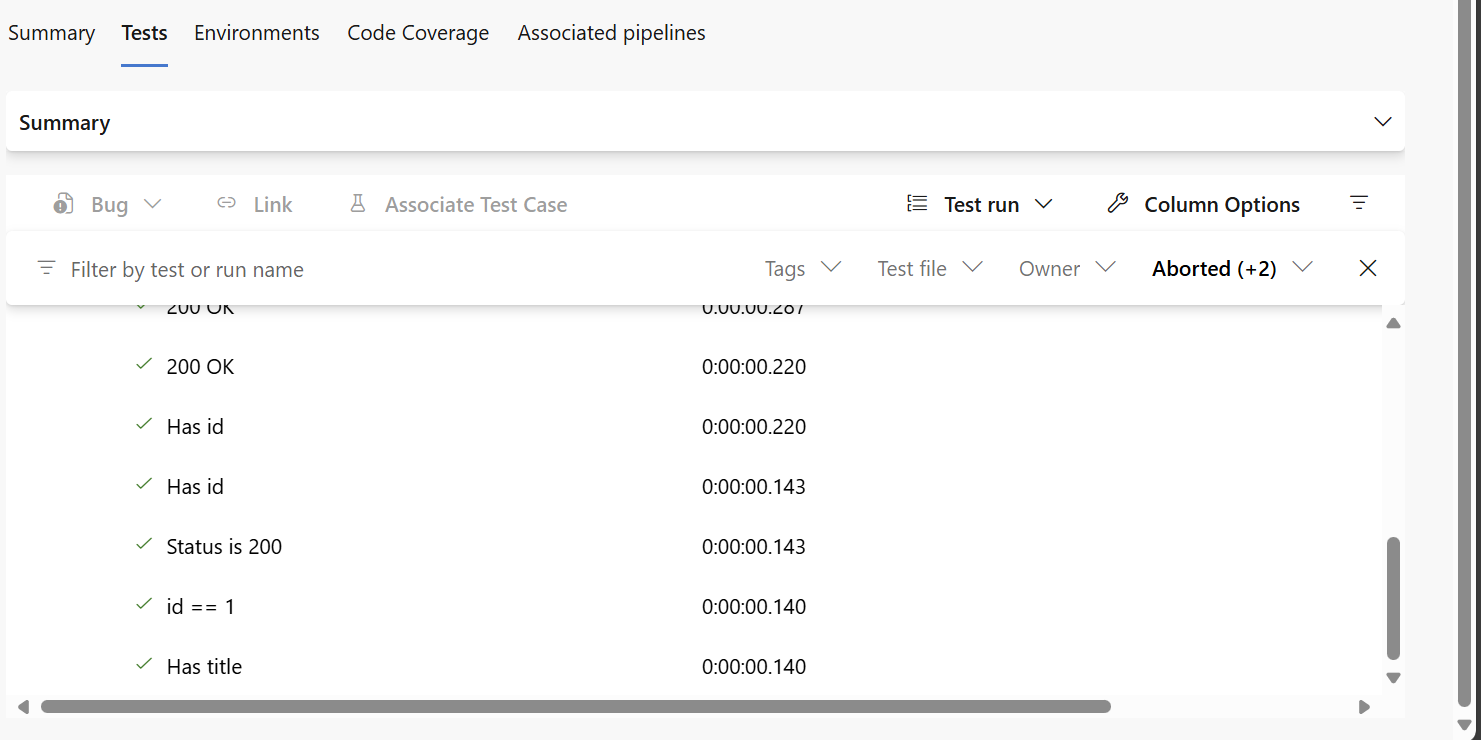 Summary Tests Environments Code Coverage Associated pipelines
Summary
Bug Link Associate Test Case Test run Column Options
Filter by test or run name Tags Test file Owner Aborted (+2)
200 OK 0:00:00.287
200 OK 0:00:00.220
Has id 0:00:00.220
Has id 0:00:00.143
Status is 200 0:00:00.143
id == 1 0:00:00.140
Has title 0:00:00.140